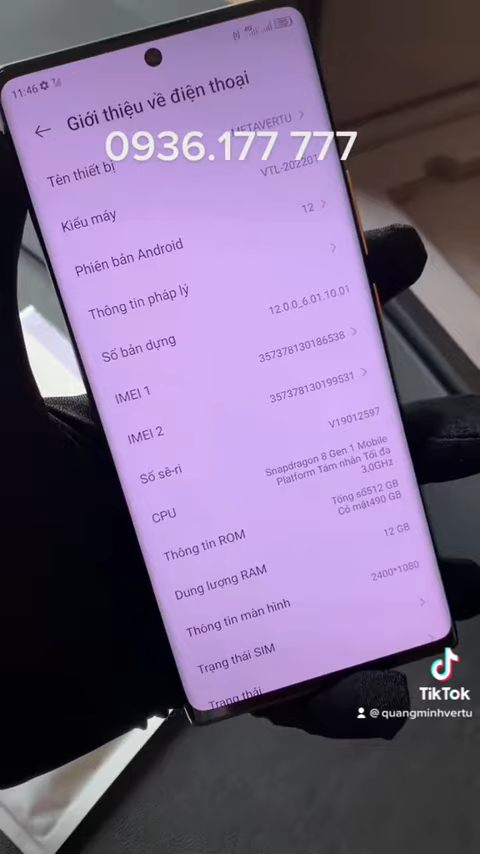 11:46
Giới thiệu về điện thoại
0936.177 777
Tên thiết bị METAVERTU
Kiểu máy VTL-202201
Phiên bản Android 12
Thông tin pháp lý
Số bản dựng 12.0.0_6.01.10.01
IMEI 1 357378130186538
IMEI 2 357378130199531
Số sê-ri V19012597
CPU Snapdragon 8 Gen 1 Mobile
Platform Tám nhân Tối đa
3.0GHz
Thông tin ROM Tổng số512 GB
Có mặt490 GB
Dung lượng RAM 12 GB
Thông tin màn hình 2400*1080
Trạng thái SIM
Trạng thái
TikTok
@quangminhvertu